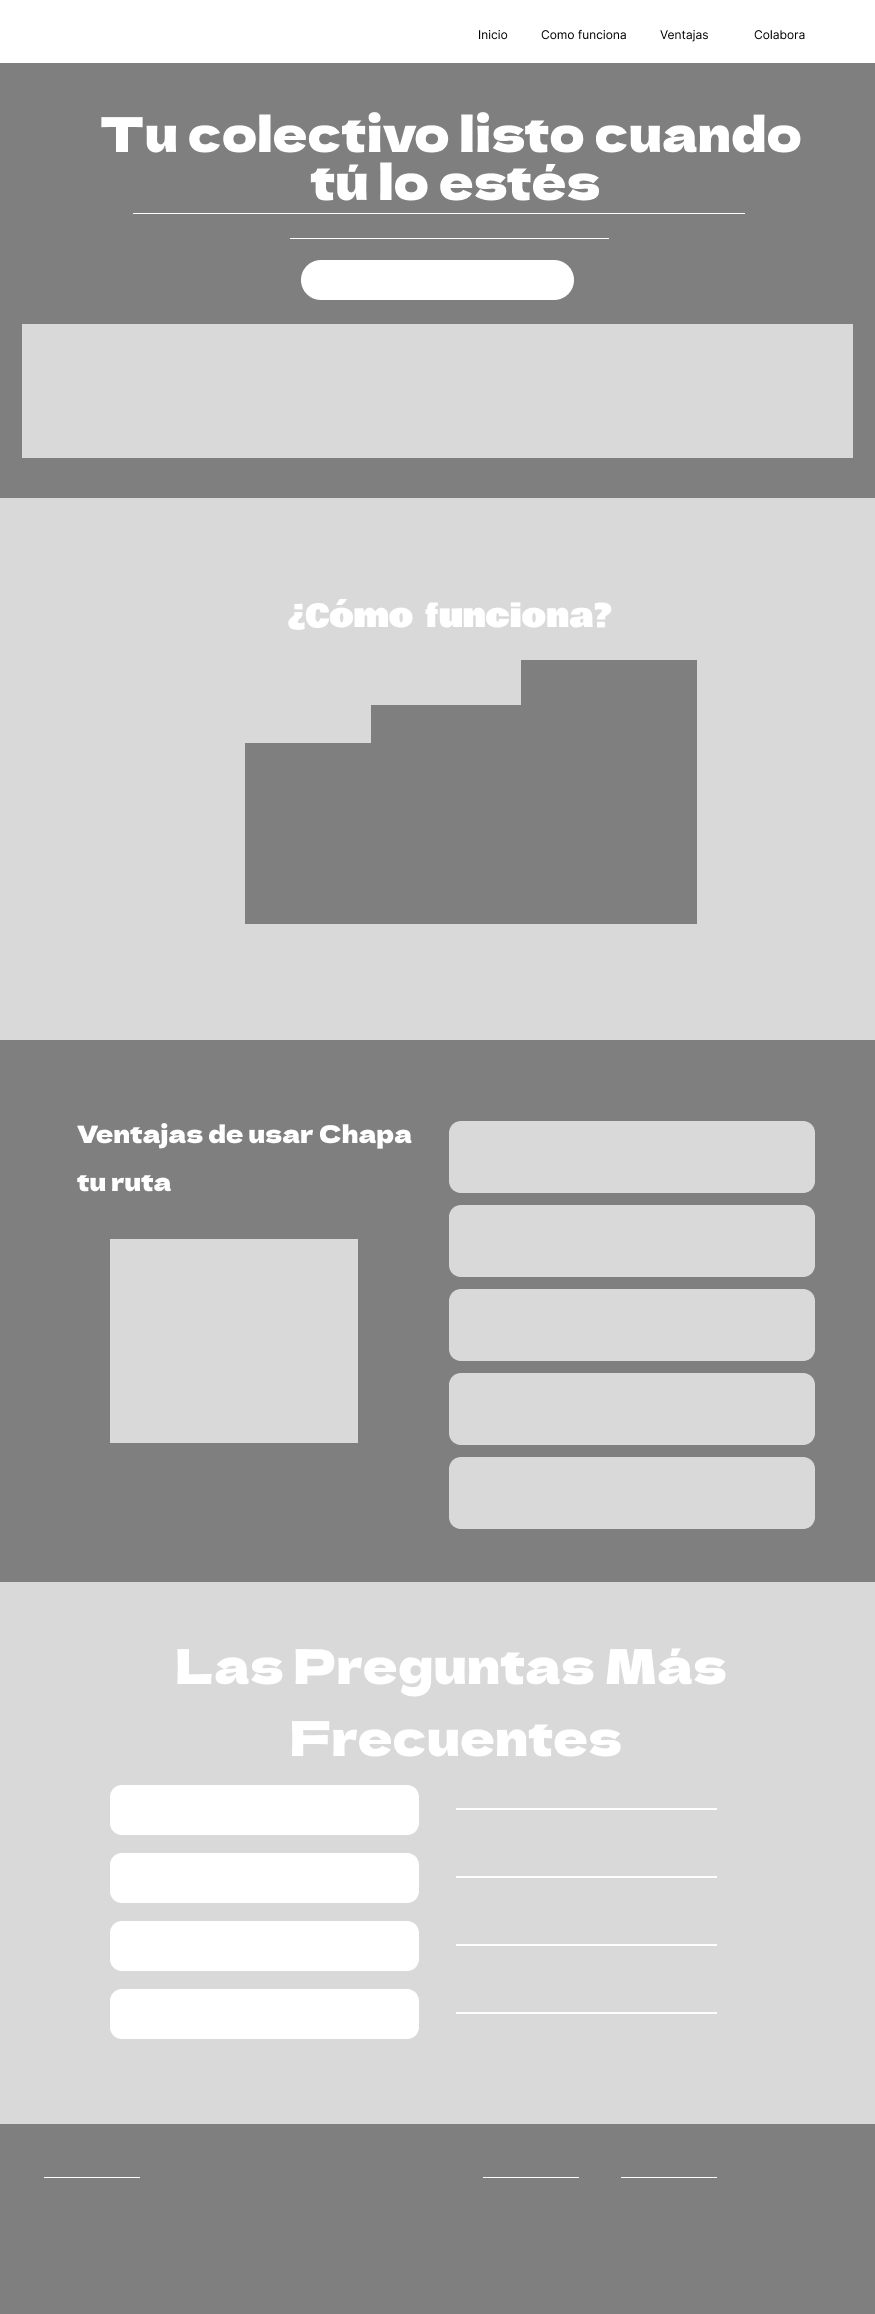 Inicio Como funciona Ventajas Colabora
Tu colectivo listo cuando
tú lo estés
¿Cómo funciona?
Ventajas de usar Chapa
tu ruta
Las Preguntas Más
Frecuentes